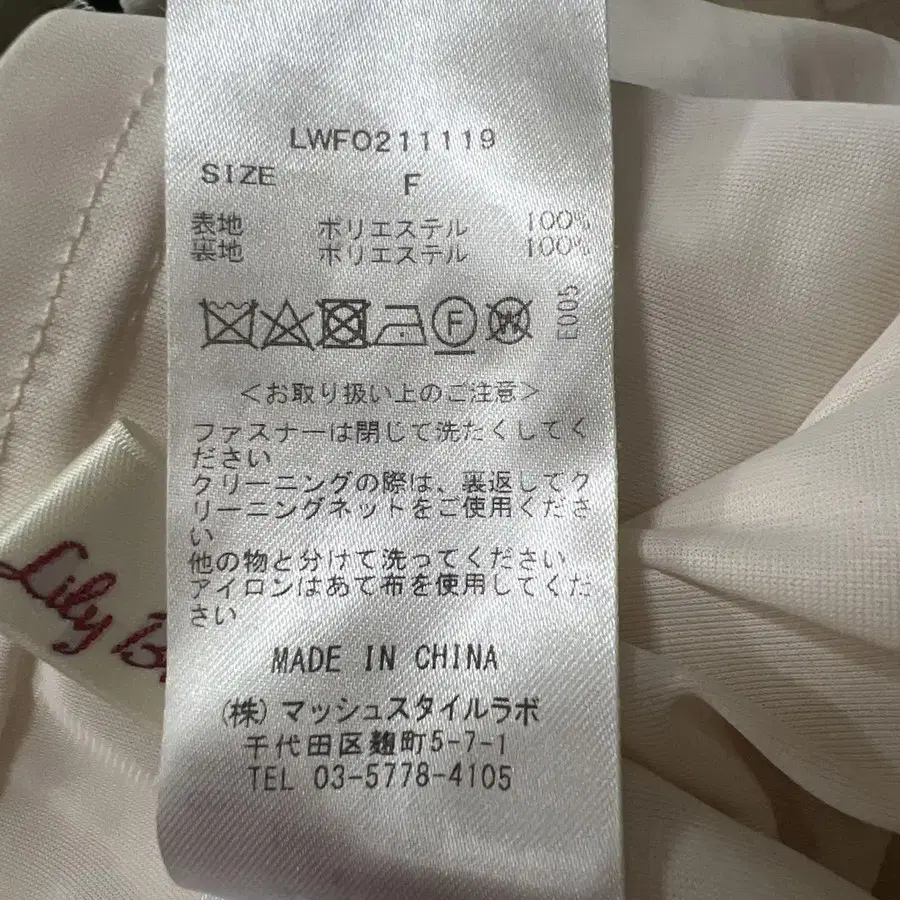 LWFO211119
SIZE F
表地 ポリエステル 100%
裏地 ポリエステル 100%
F
W
E005
<お取り扱い上のご注意>
ファスナーは閉じて洗たくしてく
ださい
クリーニングの際は、裏返してク
リーニングネットをご使用くださ
い
他の物と分けて洗ってください
アイロンはあて布を使用してくだ
さい
MADE IN CHINA
(株)マッシュスタイルラボ
千代田区麹町5-7-1
TEL 03-5778-4105
Lily